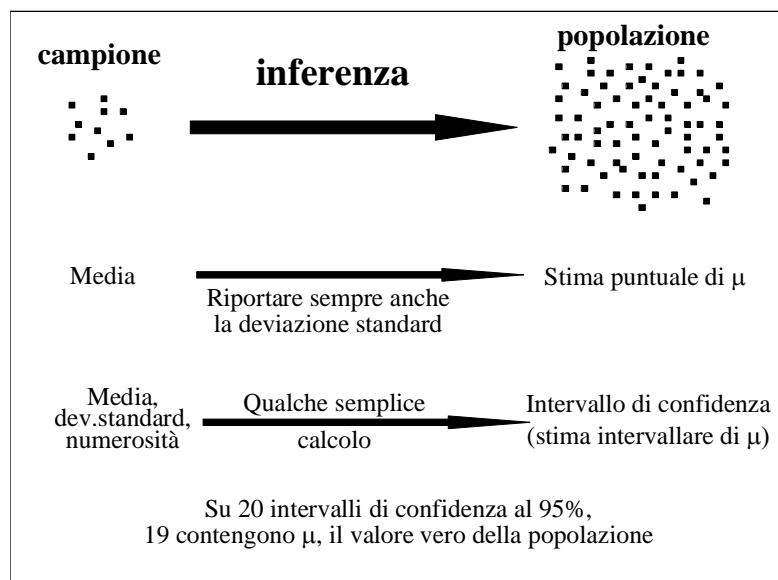 campione
inferenza
popolazione
Media
Riportare sempre anche
la deviazione standard
Stima puntuale di μ
Media,
dev.standard,
numerosità
Qualche semplice
calcolo
Intervallo di confidenza
(stima intervallare di μ)
Su 20 intervalli di confidenza al 95%,
19 contengono μ, il valore vero della popolazione